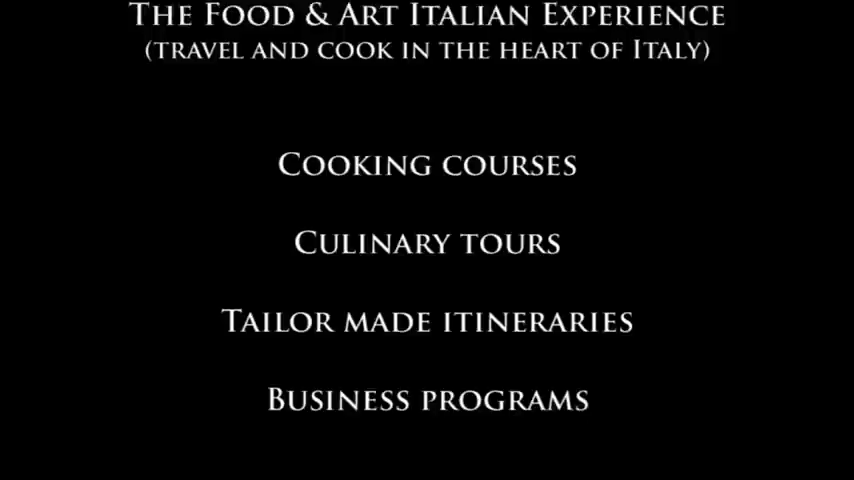 The Food & Art Italian Experience
(travel and cook in the heart of Italy)
Cooking courses
Culinary tours
Tailor made itineraries
Business programs